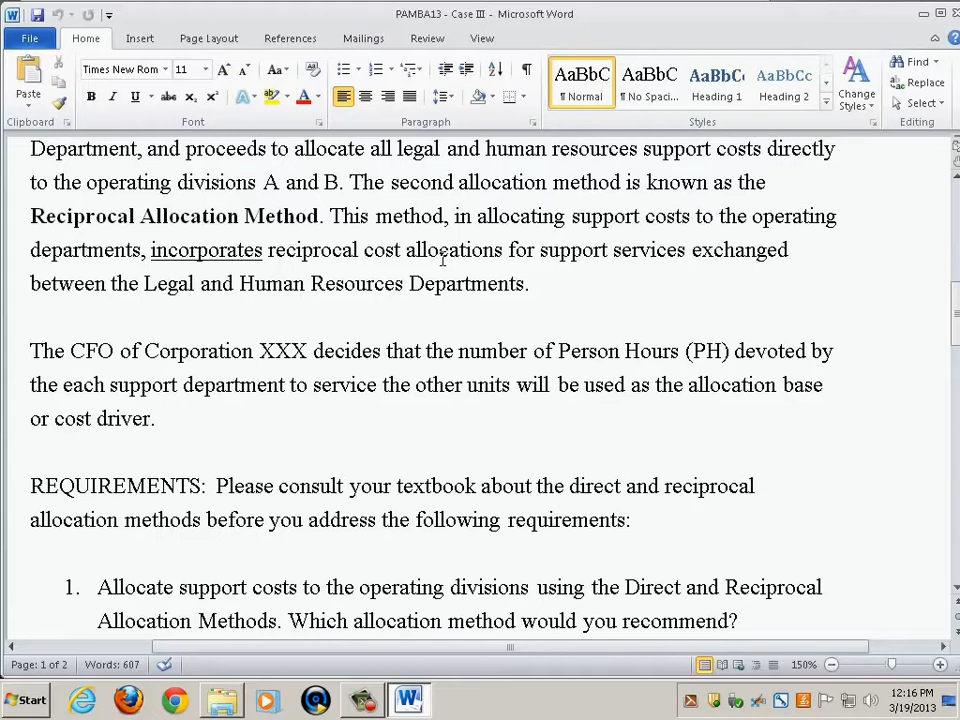 PAMBA13 - Case III - Microsoft Word
File Home Insert Page Layout References Mailings Review View
Times New Rom 11 Aa
Paste
B I U abc X₂ X² A A
AaBbCc AaBbCc AaBbCc AaBbCc
¶ Normal ¶ No Spaci... Heading 1 Heading 2
Change Styles
Find
Replace
Select
Clipboard Font Paragraph Styles Editing
Department, and proceeds to allocate all legal and human resources support costs directly
to the operating divisions A and B. The second allocation method is known as the
Reciprocal Allocation Method. This method, in allocating support costs to the operating
departments, incorporates reciprocal cost allocations for support services exchanged
between the Legal and Human Resources Departments.
The CFO of Corporation XXX decides that the number of Person Hours (PH) devoted by
the each support department to service the other units will be used as the allocation base
or cost driver.
REQUIREMENTS: Please consult your textbook about the direct and reciprocal
allocation methods before you address the following requirements:
1. Allocate support costs to the operating divisions using the Direct and Reciprocal
Allocation Methods. Which allocation method would you recommend?
Page: 1 of 2 Words: 607 150%
Start 12:16 PM
3/19/2013